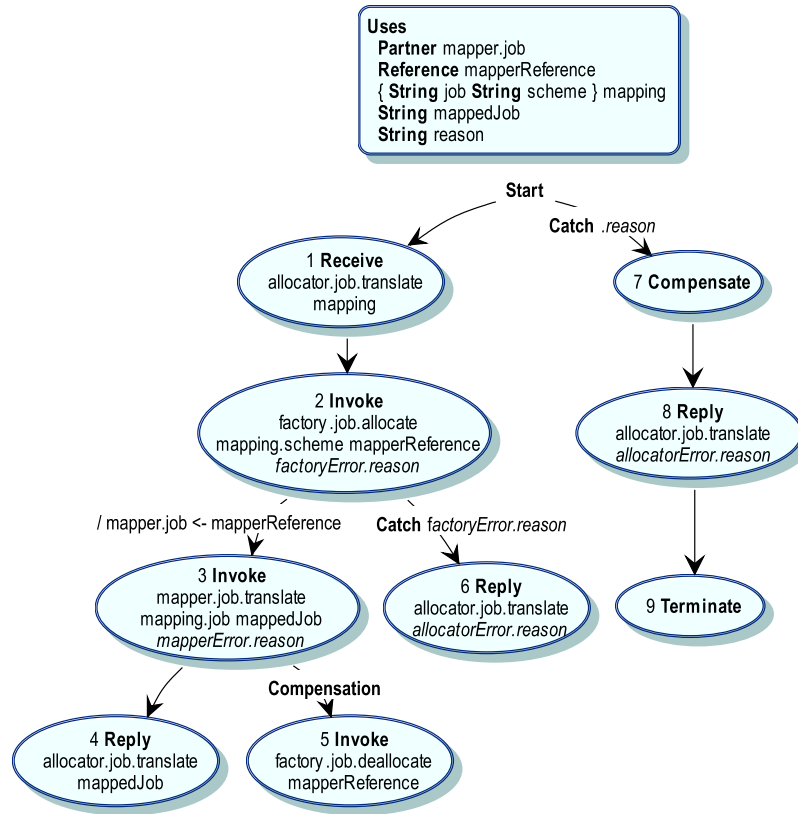 Uses
Partner mapper.job
Reference mapperReference
{ String job String scheme } mapping
String mappedJob
String reason
Start
Catch .reason
1 Receive
allocator.job.translate
mapping
7 Compensate
2 Invoke
factory.job.allocate
mapping.scheme mapperReference
factoryError.reason
8 Reply
allocator.job.translate
allocatorError.reason
/ mapper.job <- mapperReference
Catch factoryError.reason
3 Invoke
mapper.job.translate
mapping.job mappedJob
mapperError.reason
6 Reply
allocator.job.translate
allocatorError.reason
9 Terminate
Compensation
4 Reply
allocator.job.translate
mappedJob
5 Invoke
factory.job.deallocate
mapperReference